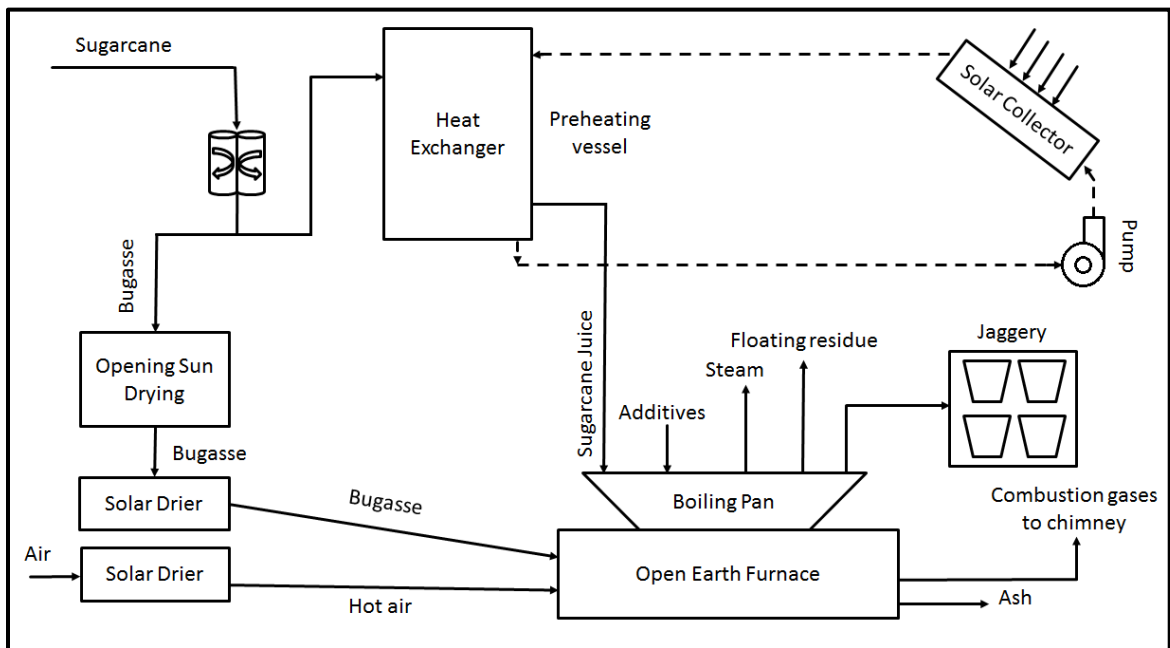 Sugarcane
Heat
Exchanger
Preheating
vessel
Solar Collector
Pump
Bugasse
Opening Sun
Drying
Bugasse
Solar Drier
Bugasse
Air
Solar Drier
Hot air
Sugarcane Juice
Additives
Steam
Floating residue
Jaggery
Boiling Pan
Open Earth Furnace
Combustion gases
to chimney
Ash